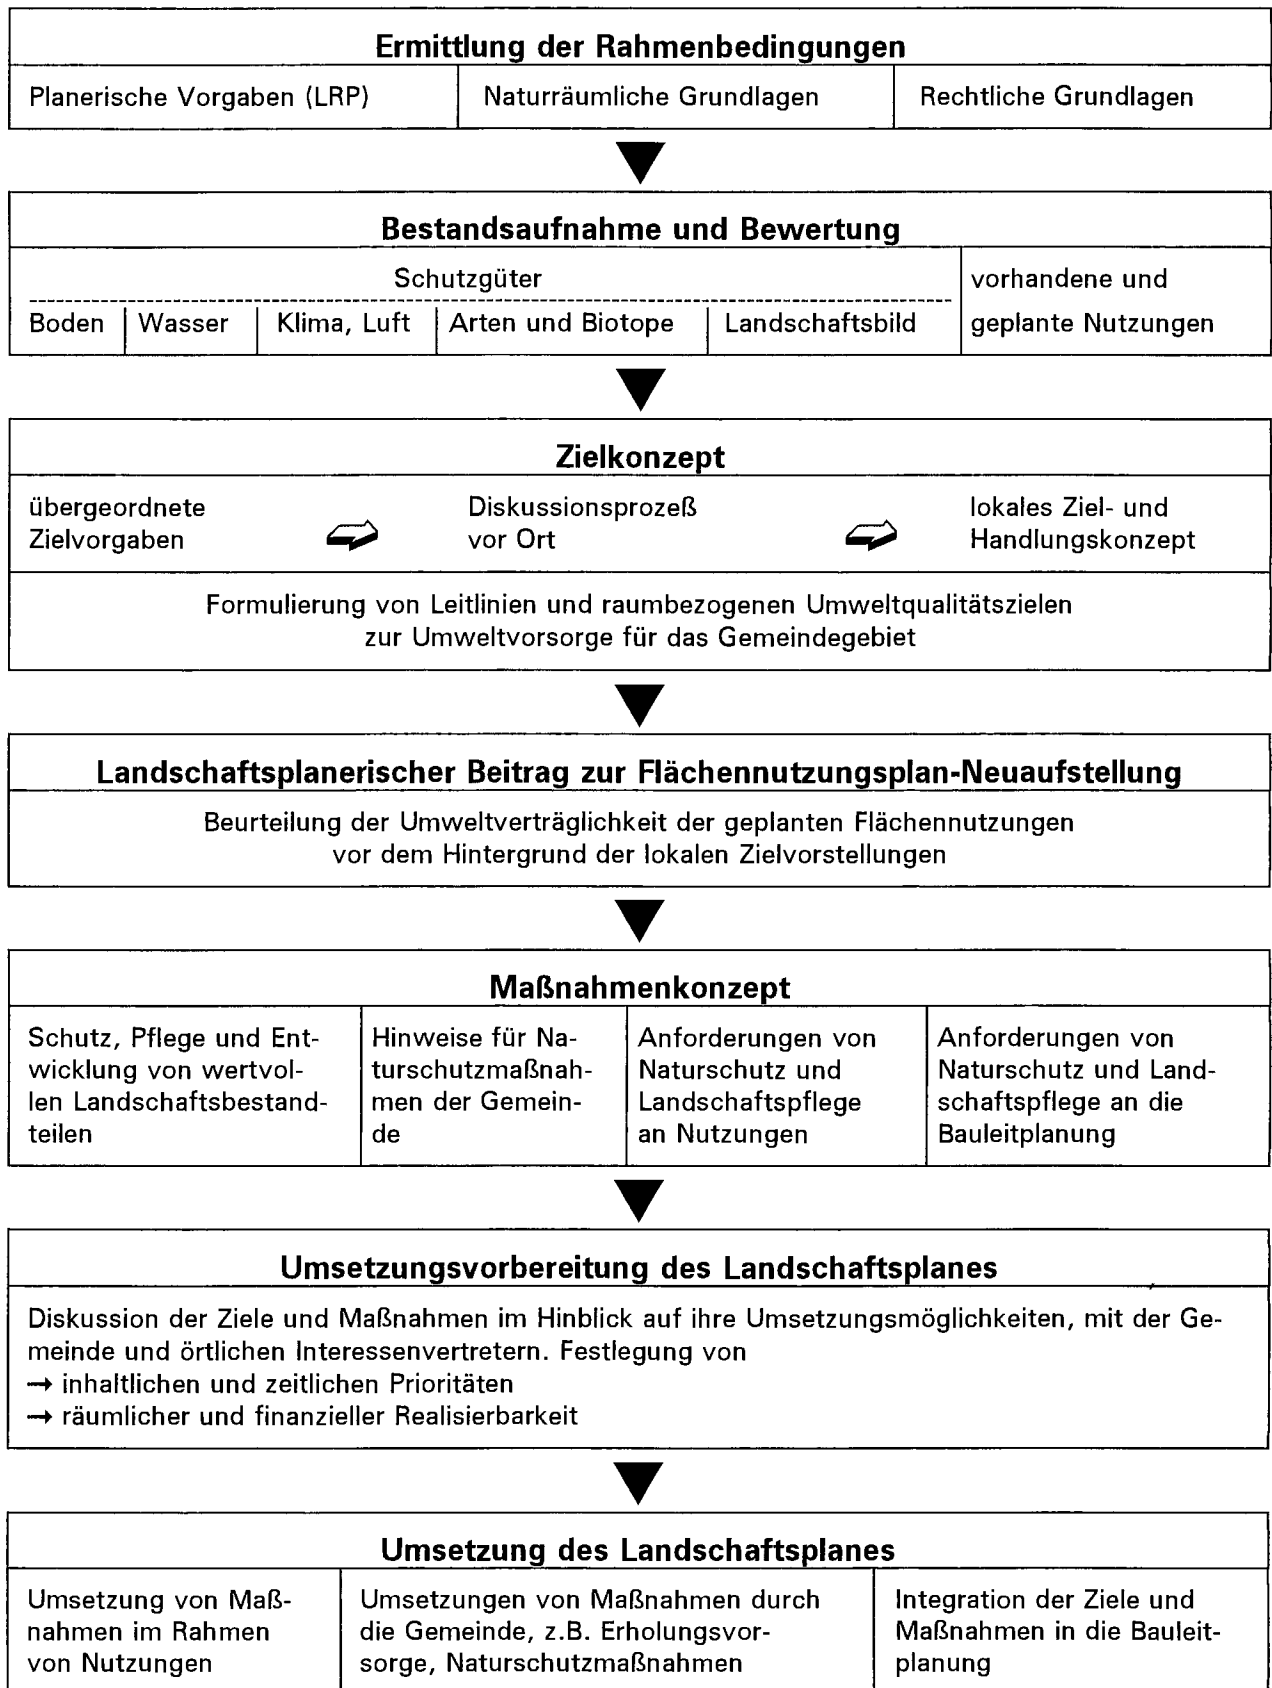 Ermittlung der Rahmenbedingungen
Planerische Vorgaben (LRP)
Naturräumliche Grundlagen
Rechtliche Grundlagen
Bestandsaufnahme und Bewertung
Schutzgüter
Boden
Wasser
Klima, Luft
Arten und Biotope
Landschaftsbild
vorhandene und
geplante Nutzungen
Zielkonzept
übergeordnete
Zielvorgaben
Diskussionsprozeß
vor Ort
lokales Ziel- und
Handlungskonzept
Formulierung von Leitlinien und raumbezogenen Umweltqualitätszielen
zur Umweltvorsorge für das Gemeindegebiet
Landschaftsplanerischer Beitrag zur Flächennutzungsplan-Neuaufstellung
Beurteilung der Umweltverträglichkeit der geplanten Flächennutzungen
vor dem Hintergrund der lokalen Zielvorstellungen
Maßnahmenkonzept
Schutz, Pflege und Ent-
wicklung von wertvol-
len Landschaftsbestand-
teilen
Hinweise für Na-
turschutzmaßnah-
men der Gemein-
de
Anforderungen von
Naturschutz und
Landschaftspflege
an Nutzungen
Anforderungen von
Naturschutz und Land-
schaftspflege an die
Bauleitplanung
Umsetzungsvorbereitung des Landschaftsplanes
Diskussion der Ziele und Maßnahmen im Hinblick auf ihre Umsetzungsmöglichkeiten, mit der Ge-
meinde und örtlichen Interessenvertretern. Festlegung von
→ inhaltlichen und zeitlichen Prioritäten
→ räumlicher und finanzieller Realisierbarkeit
Umsetzung des Landschaftsplanes
Umsetzung von Maß-
nahmen im Rahmen
von Nutzungen
Umsetzungen von Maßnahmen durch
die Gemeinde, z.B. Erholungsvor-
sorge, Naturschutzmaßnahmen
Integration der Ziele und
Maßnahmen in die Bauleit-
planung